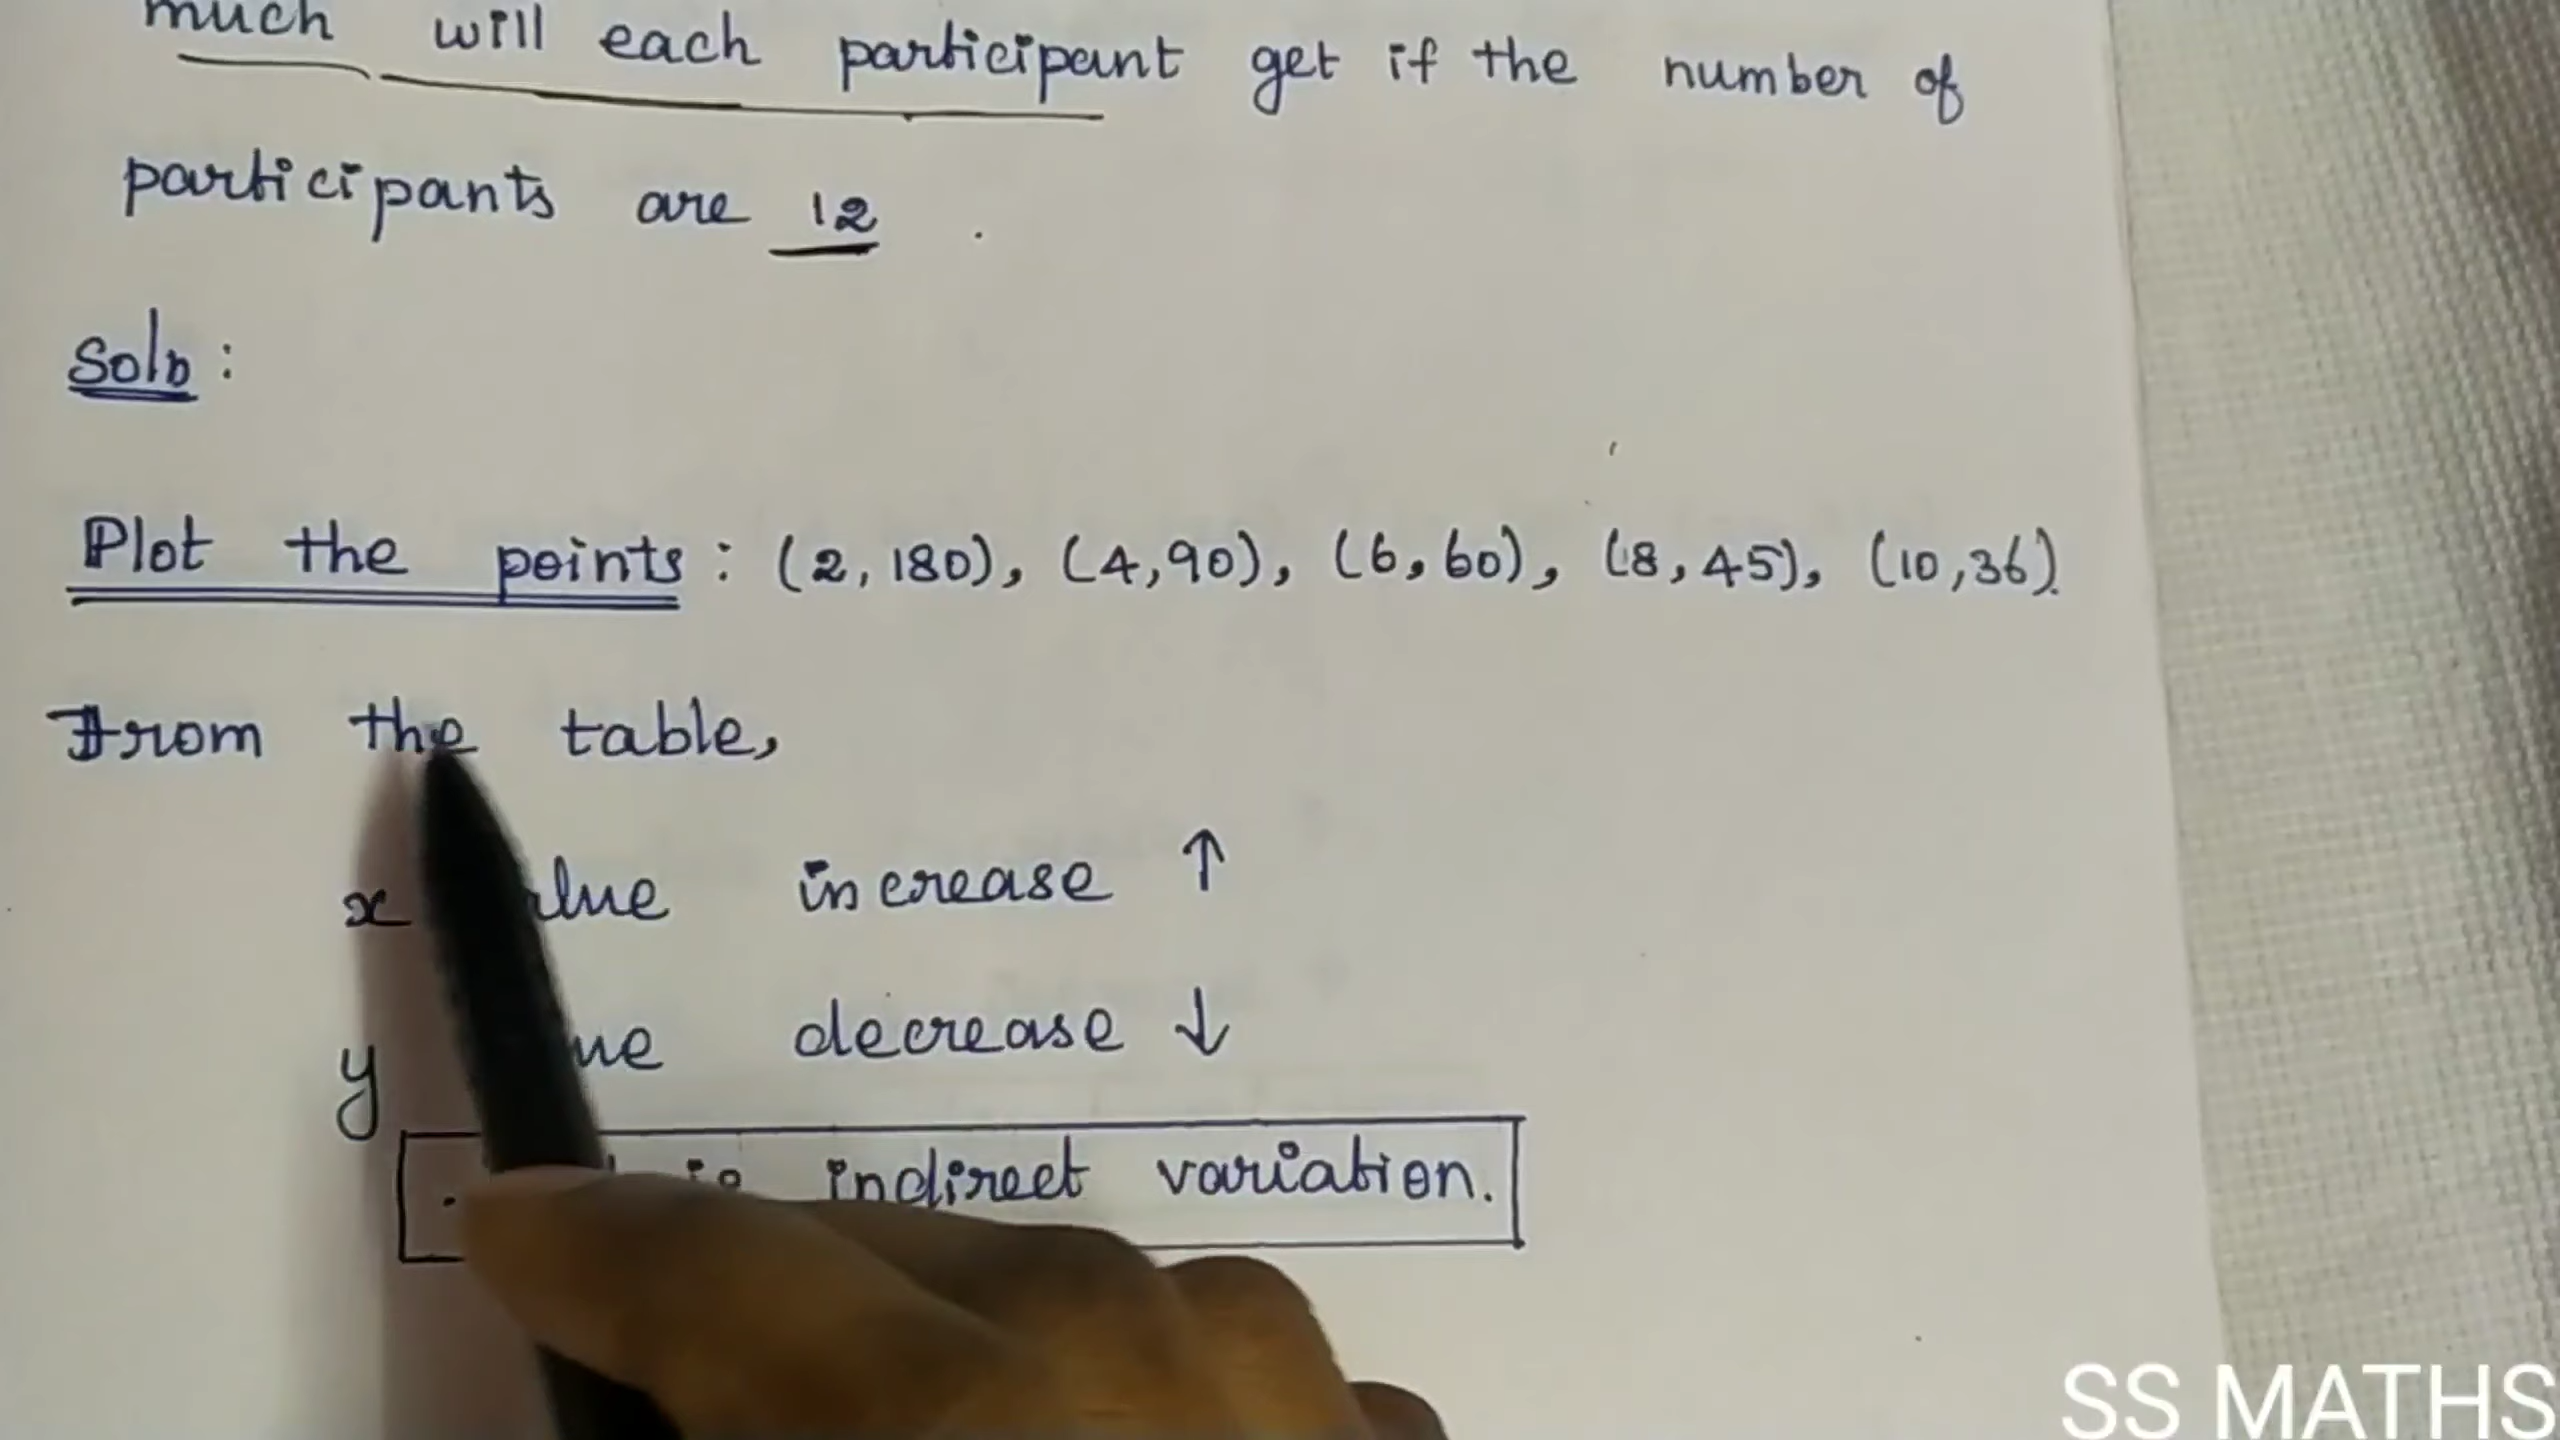 much will each participant get if the number of
participants are 12.
Soln:
Plot the points: (2,180), (4,90), (6,60), (8,45), (10,36).
From the table,
x increase ↑
y decrease ↓
is indirect variation.
SS MATHS